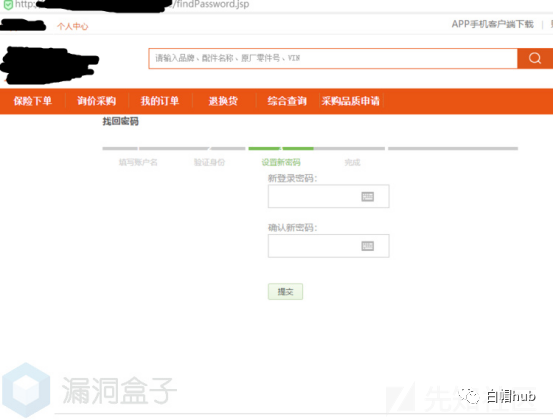 http:/ /findPassword.jsp
个人中心 APP手机客户端下载
请输入品牌、配件名称、原厂零件号、VIN
保险下单 询价采购 我的订单 退换货 综合查询 采购品质申请
找回密码
填写账户名 验证身份 设置新密码 完成
新登录密码:
确认新密码:
提交
漏洞盒子
白帽hub